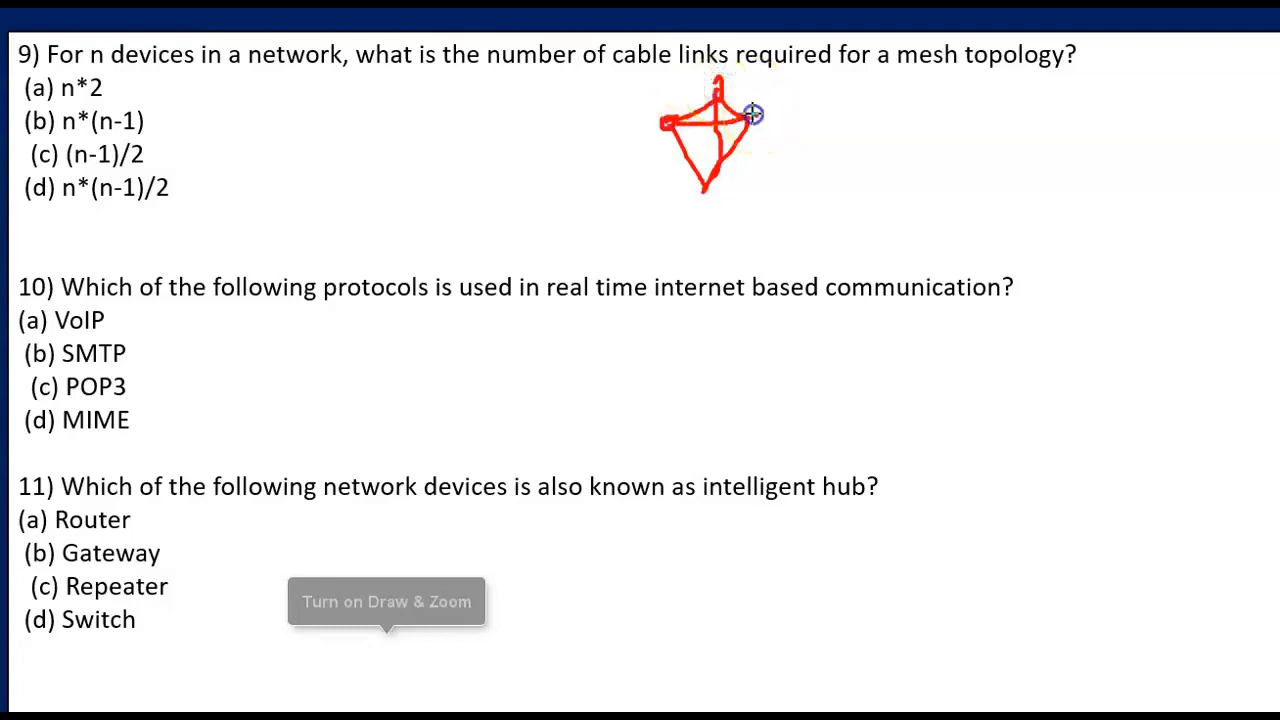 9) For n devices in a network, what is the number of cable links required for a mesh topology?
(a) n*2
(b) n*(n-1)
(c) (n-1)/2
(d) n*(n-1)/2
10) Which of the following protocols is used in real time internet based communication?
(a) VoIP
(b) SMTP
(c) POP3
(d) MIME
11) Which of the following network devices is also known as intelligent hub?
(a) Router
(b) Gateway
(c) Repeater
(d) Switch
Turn on Draw & Zoom